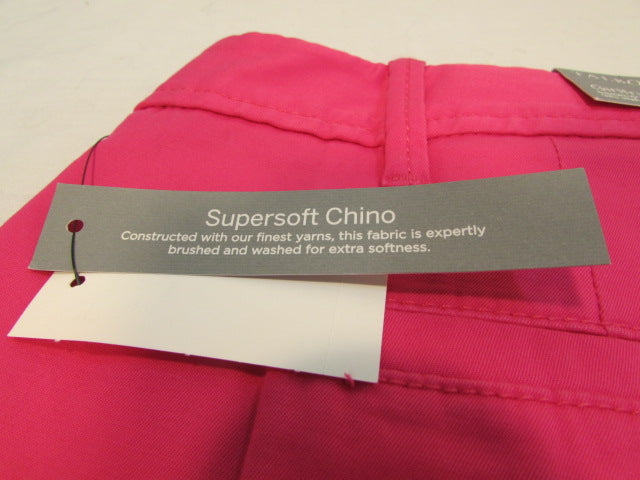 Supersoft Chino
Constructed with our finest yarns, this fabric is expertly
brushed and washed for extra softness.